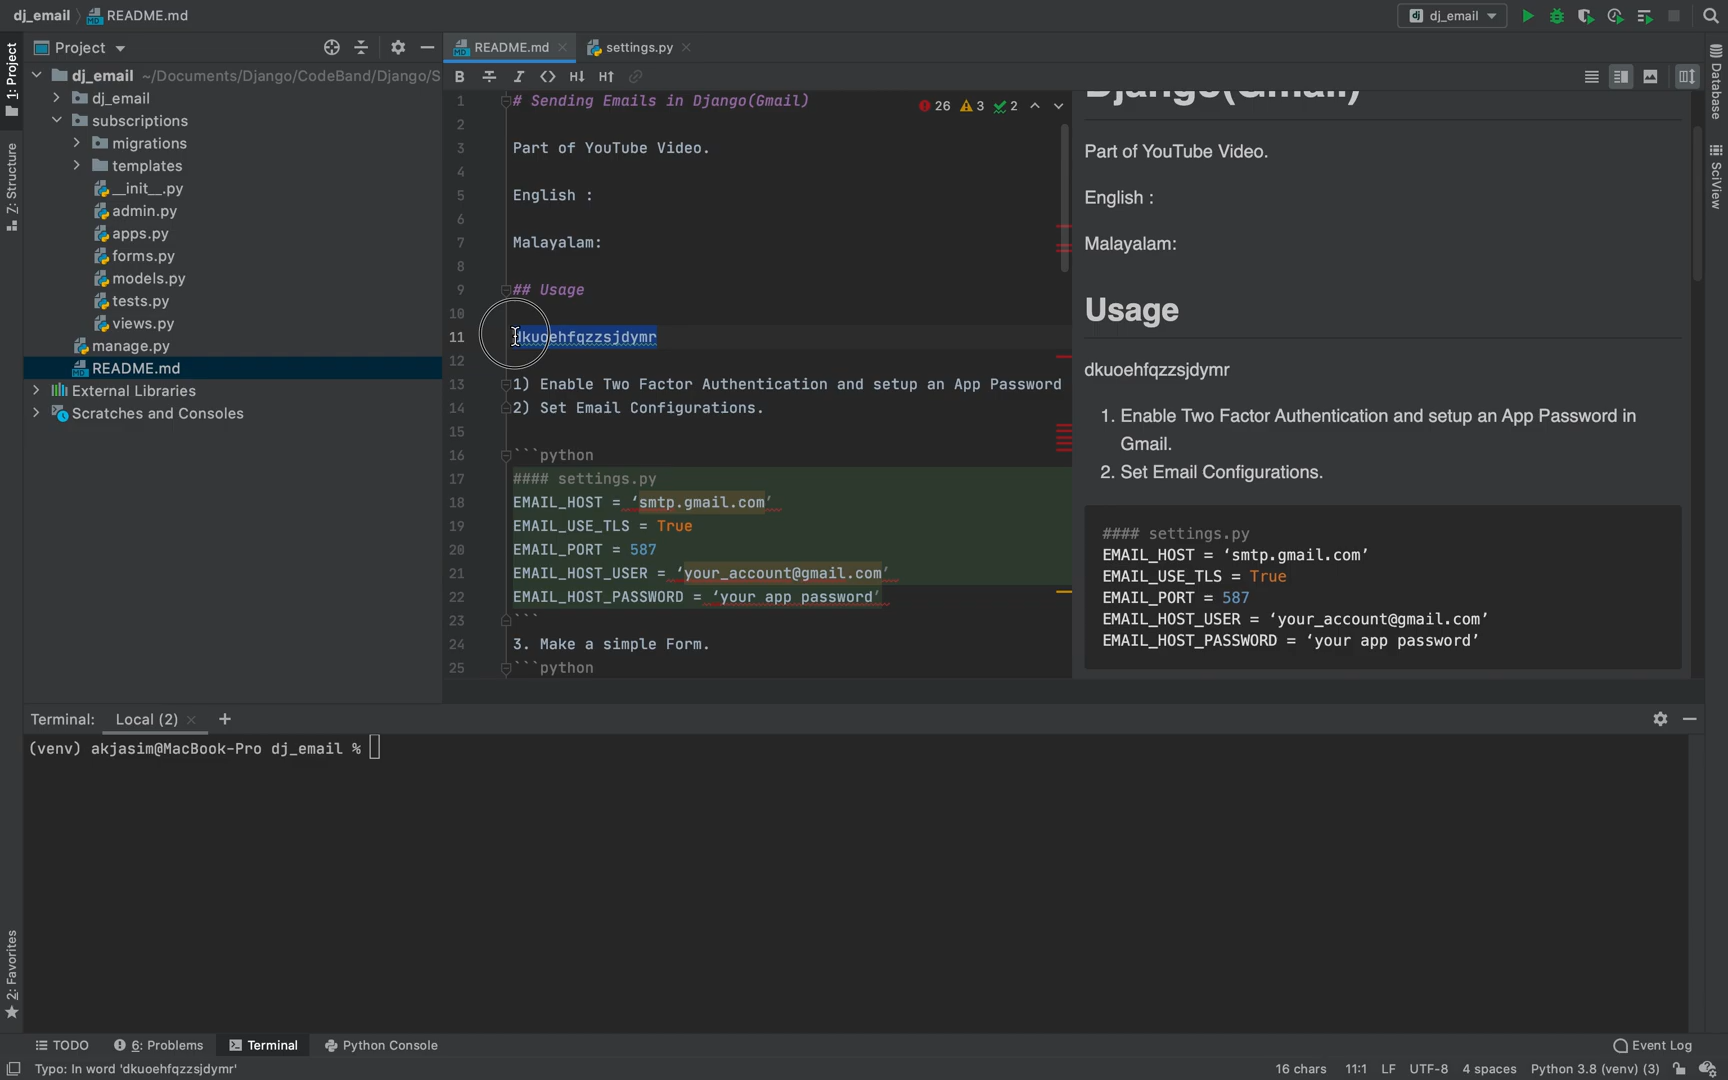 dj_email README.md dj_email
Project
dj_email ~/Documents/Django/CodeBand/Django/S
dj_email
subscriptions
migrations
templates
__init__.py
admin.py
apps.py
forms.py
models.py
tests.py
views.py
manage.py
README.md
External Libraries
Scratches and Consoles
1: Project
Z: Structure
2: Favorites
README.md settings.py
B I <> H↓ H↑
26 3 2
1 # Sending Emails in Django(Gmail)
2
3 Part of YouTube Video.
4
5 English :
6
7 Malayalam:
8
9 ## Usage
10
11 dkuoehfqzzsjdymr
12
13 1) Enable Two Factor Authentication and setup an App Password
14 2) Set Email Configurations.
15
16 ```python
17 #### settings.py
18 EMAIL_HOST = ‘smtp.gmail.com’
19 EMAIL_USE_TLS = True
20 EMAIL_PORT = 587
21 EMAIL_HOST_USER = ‘your_account@gmail.com’
22 EMAIL_HOST_PASSWORD = ‘your app password’
23 ```
24 3. Make a simple Form.
25 ```python
Django(Gmail)
Part of YouTube Video.
English :
Malayalam:
Usage
dkuoehfqzzsjdymr
1. Enable Two Factor Authentication and setup an App Password in
Gmail.
2. Set Email Configurations.
#### settings.py
EMAIL_HOST = ‘smtp.gmail.com’
EMAIL_USE_TLS = True
EMAIL_PORT = 587
EMAIL_HOST_USER = ‘your_account@gmail.com’
EMAIL_HOST_PASSWORD = ‘your app password’
Database
SciView
Terminal: Local (2) +
(venv) akjasim@MacBook-Pro dj_email %
TODO 6: Problems Terminal Python Console Event Log
Typo: In word 'dkuoehfqzzsjdymr' 16 chars 11:1 LF UTF-8 4 spaces Python 3.8 (venv) (3)